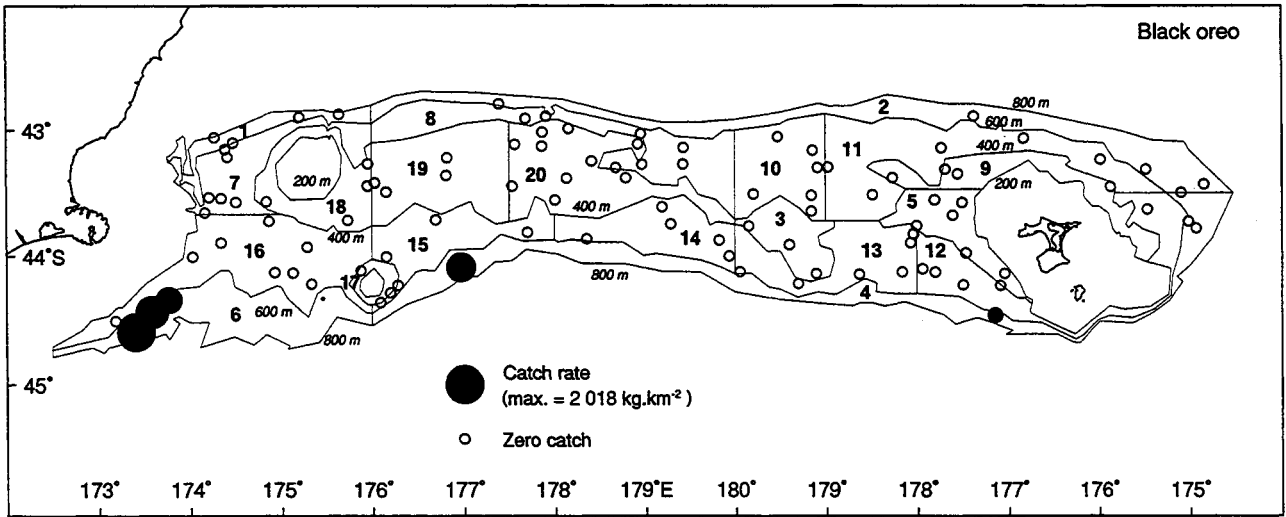 Black oreo
2
800 m
600 m
400 m
43°
1
8
11
9
7
19
20
10
200 m
200 m
18
5
400 m
400 m
3
16
15
14
13
12
44°S
17
800 m
4
6
600 m
800 m
Catch rate
(max. = 2 018 kg.km-2 )
45°
Zero catch
173° 174° 175° 176° 177° 178° 179°E 180° 179° 178° 177° 176° 175°